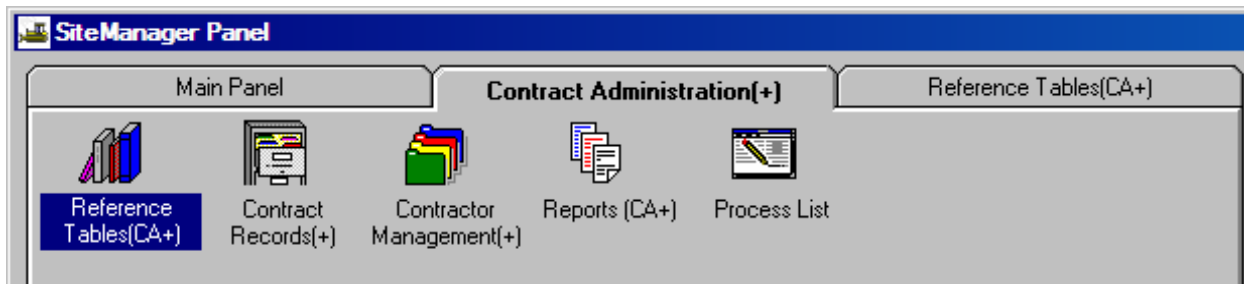 SiteManager Panel
Main Panel
Contract Administration(+)
Reference Tables(CA+)
Reference
Tables(CA+)
Contract
Records(+)
Contractor
Management(+)
Reports (CA+)
Process List